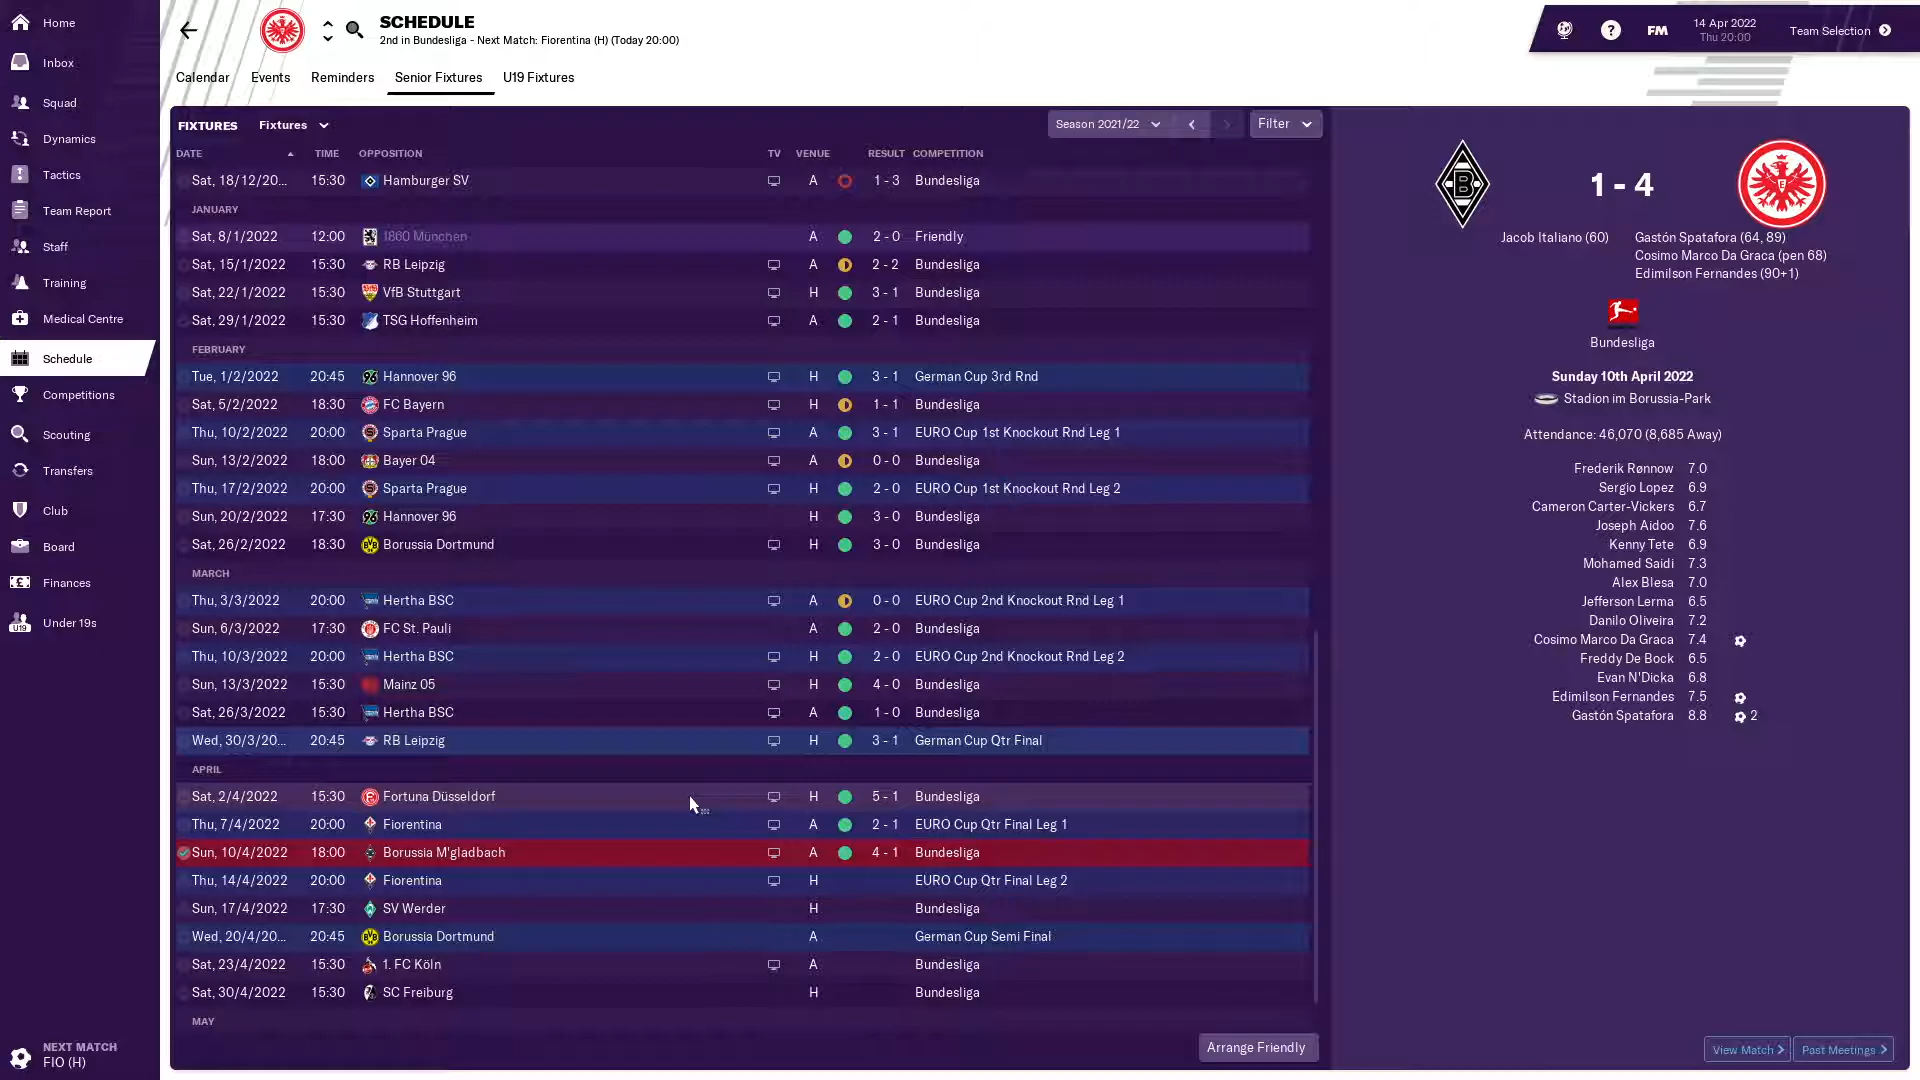 Home
Inbox
Squad
Dynamics
Tactics
Team Report
Staff
Training
Medical Centre
Schedule
Competitions
Scouting
Transfers
Club
Board
Finances
U19
Under 19s
NEXT MATCH
FIO (H)
SCHEDULE
2nd in Bundesliga - Next Match: Fiorentina (H) (Today 20:00)
FM
14 Apr 2022
Thu 20:00
Team Selection
Calendar Events Reminders Senior Fixtures U19 Fixtures
FIXTURES Fixtures Season 2021/22 Filter
DATE TIME OPPOSITION TV VENUE RESULT COMPETITION
Sat, 18/12/20... 15:30 Hamburger SV A 1 - 3 Bundesliga
JANUARY
Sat, 8/1/2022 12:00 1860 München A 2 - 0 Friendly
Sat, 15/1/2022 15:30 RB Leipzig A 2 - 2 Bundesliga
Sat, 22/1/2022 15:30 VfB Stuttgart H 3 - 1 Bundesliga
Sat, 29/1/2022 15:30 TSG Hoffenheim A 2 - 1 Bundesliga
FEBRUARY
Tue, 1/2/2022 20:45 Hannover 96 H 3 - 1 German Cup 3rd Rnd
Sat, 5/2/2022 18:30 FC Bayern H 1 - 1 Bundesliga
Thu, 10/2/2022 20:00 Sparta Prague A 3 - 1 EURO Cup 1st Knockout Rnd Leg 1
Sun, 13/2/2022 18:00 Bayer 04 A 0 - 0 Bundesliga
Thu, 17/2/2022 20:00 Sparta Prague H 2 - 0 EURO Cup 1st Knockout Rnd Leg 2
Sun, 20/2/2022 17:30 Hannover 96 H 3 - 0 Bundesliga
Sat, 26/2/2022 18:30 Borussia Dortmund H 3 - 0 Bundesliga
MARCH
Thu, 3/3/2022 20:00 Hertha BSC A 0 - 0 EURO Cup 2nd Knockout Rnd Leg 1
Sun, 6/3/2022 17:30 FC St. Pauli A 2 - 0 Bundesliga
Thu, 10/3/2022 20:00 Hertha BSC H 2 - 0 EURO Cup 2nd Knockout Rnd Leg 2
Sun, 13/3/2022 15:30 Mainz 05 H 4 - 0 Bundesliga
Sat, 26/3/2022 15:30 Hertha BSC A 1 - 0 Bundesliga
Wed, 30/3/20... 20:45 RB Leipzig H 3 - 1 German Cup Qtr Final
APRIL
Sat, 2/4/2022 15:30 Fortuna Düsseldorf H 5 - 1 Bundesliga
Thu, 7/4/2022 20:00 Fiorentina A 2 - 1 EURO Cup Qtr Final Leg 1
Sun, 10/4/2022 18:00 Borussia M'gladbach A 4 - 1 Bundesliga
Thu, 14/4/2022 20:00 Fiorentina H EURO Cup Qtr Final Leg 2
Sun, 17/4/2022 17:30 SV Werder H Bundesliga
Wed, 20/4/20... 20:45 Borussia Dortmund A German Cup Semi Final
Sat, 23/4/2022 15:30 1. FC Köln A Bundesliga
Sat, 30/4/2022 15:30 SC Freiburg H Bundesliga
MAY
Arrange Friendly
1 - 4
Jacob Italiano (60) Gastón Spatafora (64, 89)
Cosimo Marco Da Graca (pen 68)
Edimilson Fernandes (90+1)
Bundesliga
Sunday 10th April 2022
Stadion im Borussia-Park
Attendance: 46,070 (8,685 Away)
Frederik Rønnow 7.0
Sergio Lopez 6.9
Cameron Carter-Vickers 6.7
Joseph Aidoo 7.6
Kenny Tete 6.9
Mohamed Saidi 7.3
Alex Blesa 7.0
Jefferson Lerma 6.5
Danilo Oliveira 7.2
Cosimo Marco Da Graca 7.4
Freddy De Bock 6.5
Evan N'Dicka 6.8
Edimilson Fernandes 7.5
Gastón Spatafora 8.8 2
View Match Past Meetings